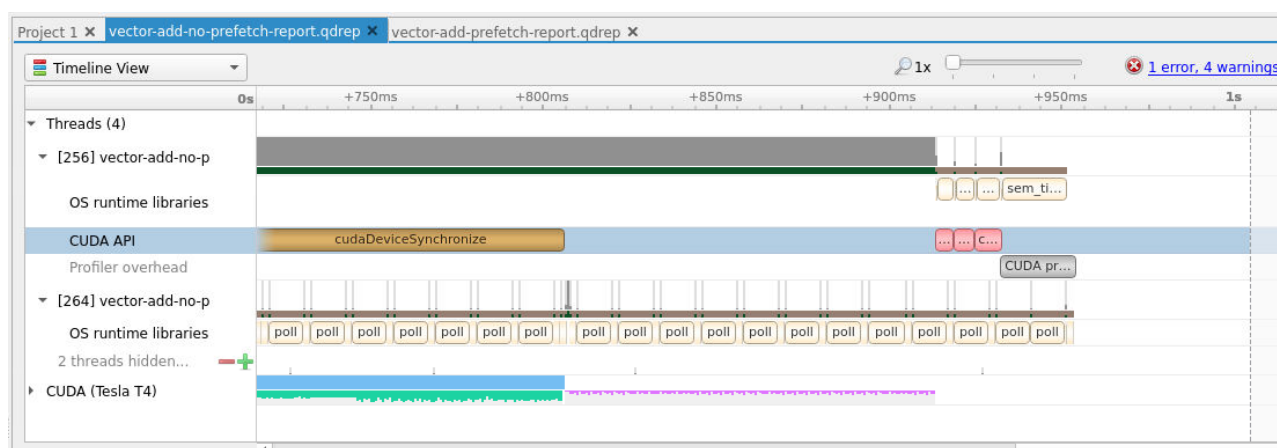 Project 1 vector-add-no-prefetch-report.qdrep vector-add-prefetch-report.qdrep
Timeline View 1x 1 error, 4 warnings
0s +750ms +800ms +850ms +900ms +950ms 1s
Threads (4)
[256] vector-add-no-p
OS runtime libraries ... ... sem_ti...
CUDA API cudaDeviceSynchronize ... ... c...
Profiler overhead CUDA pr...
[264] vector-add-no-p
OS runtime libraries poll poll poll poll poll poll poll poll poll poll poll poll poll poll poll poll poll poll poll
2 threads hidden...
CUDA (Tesla T4)